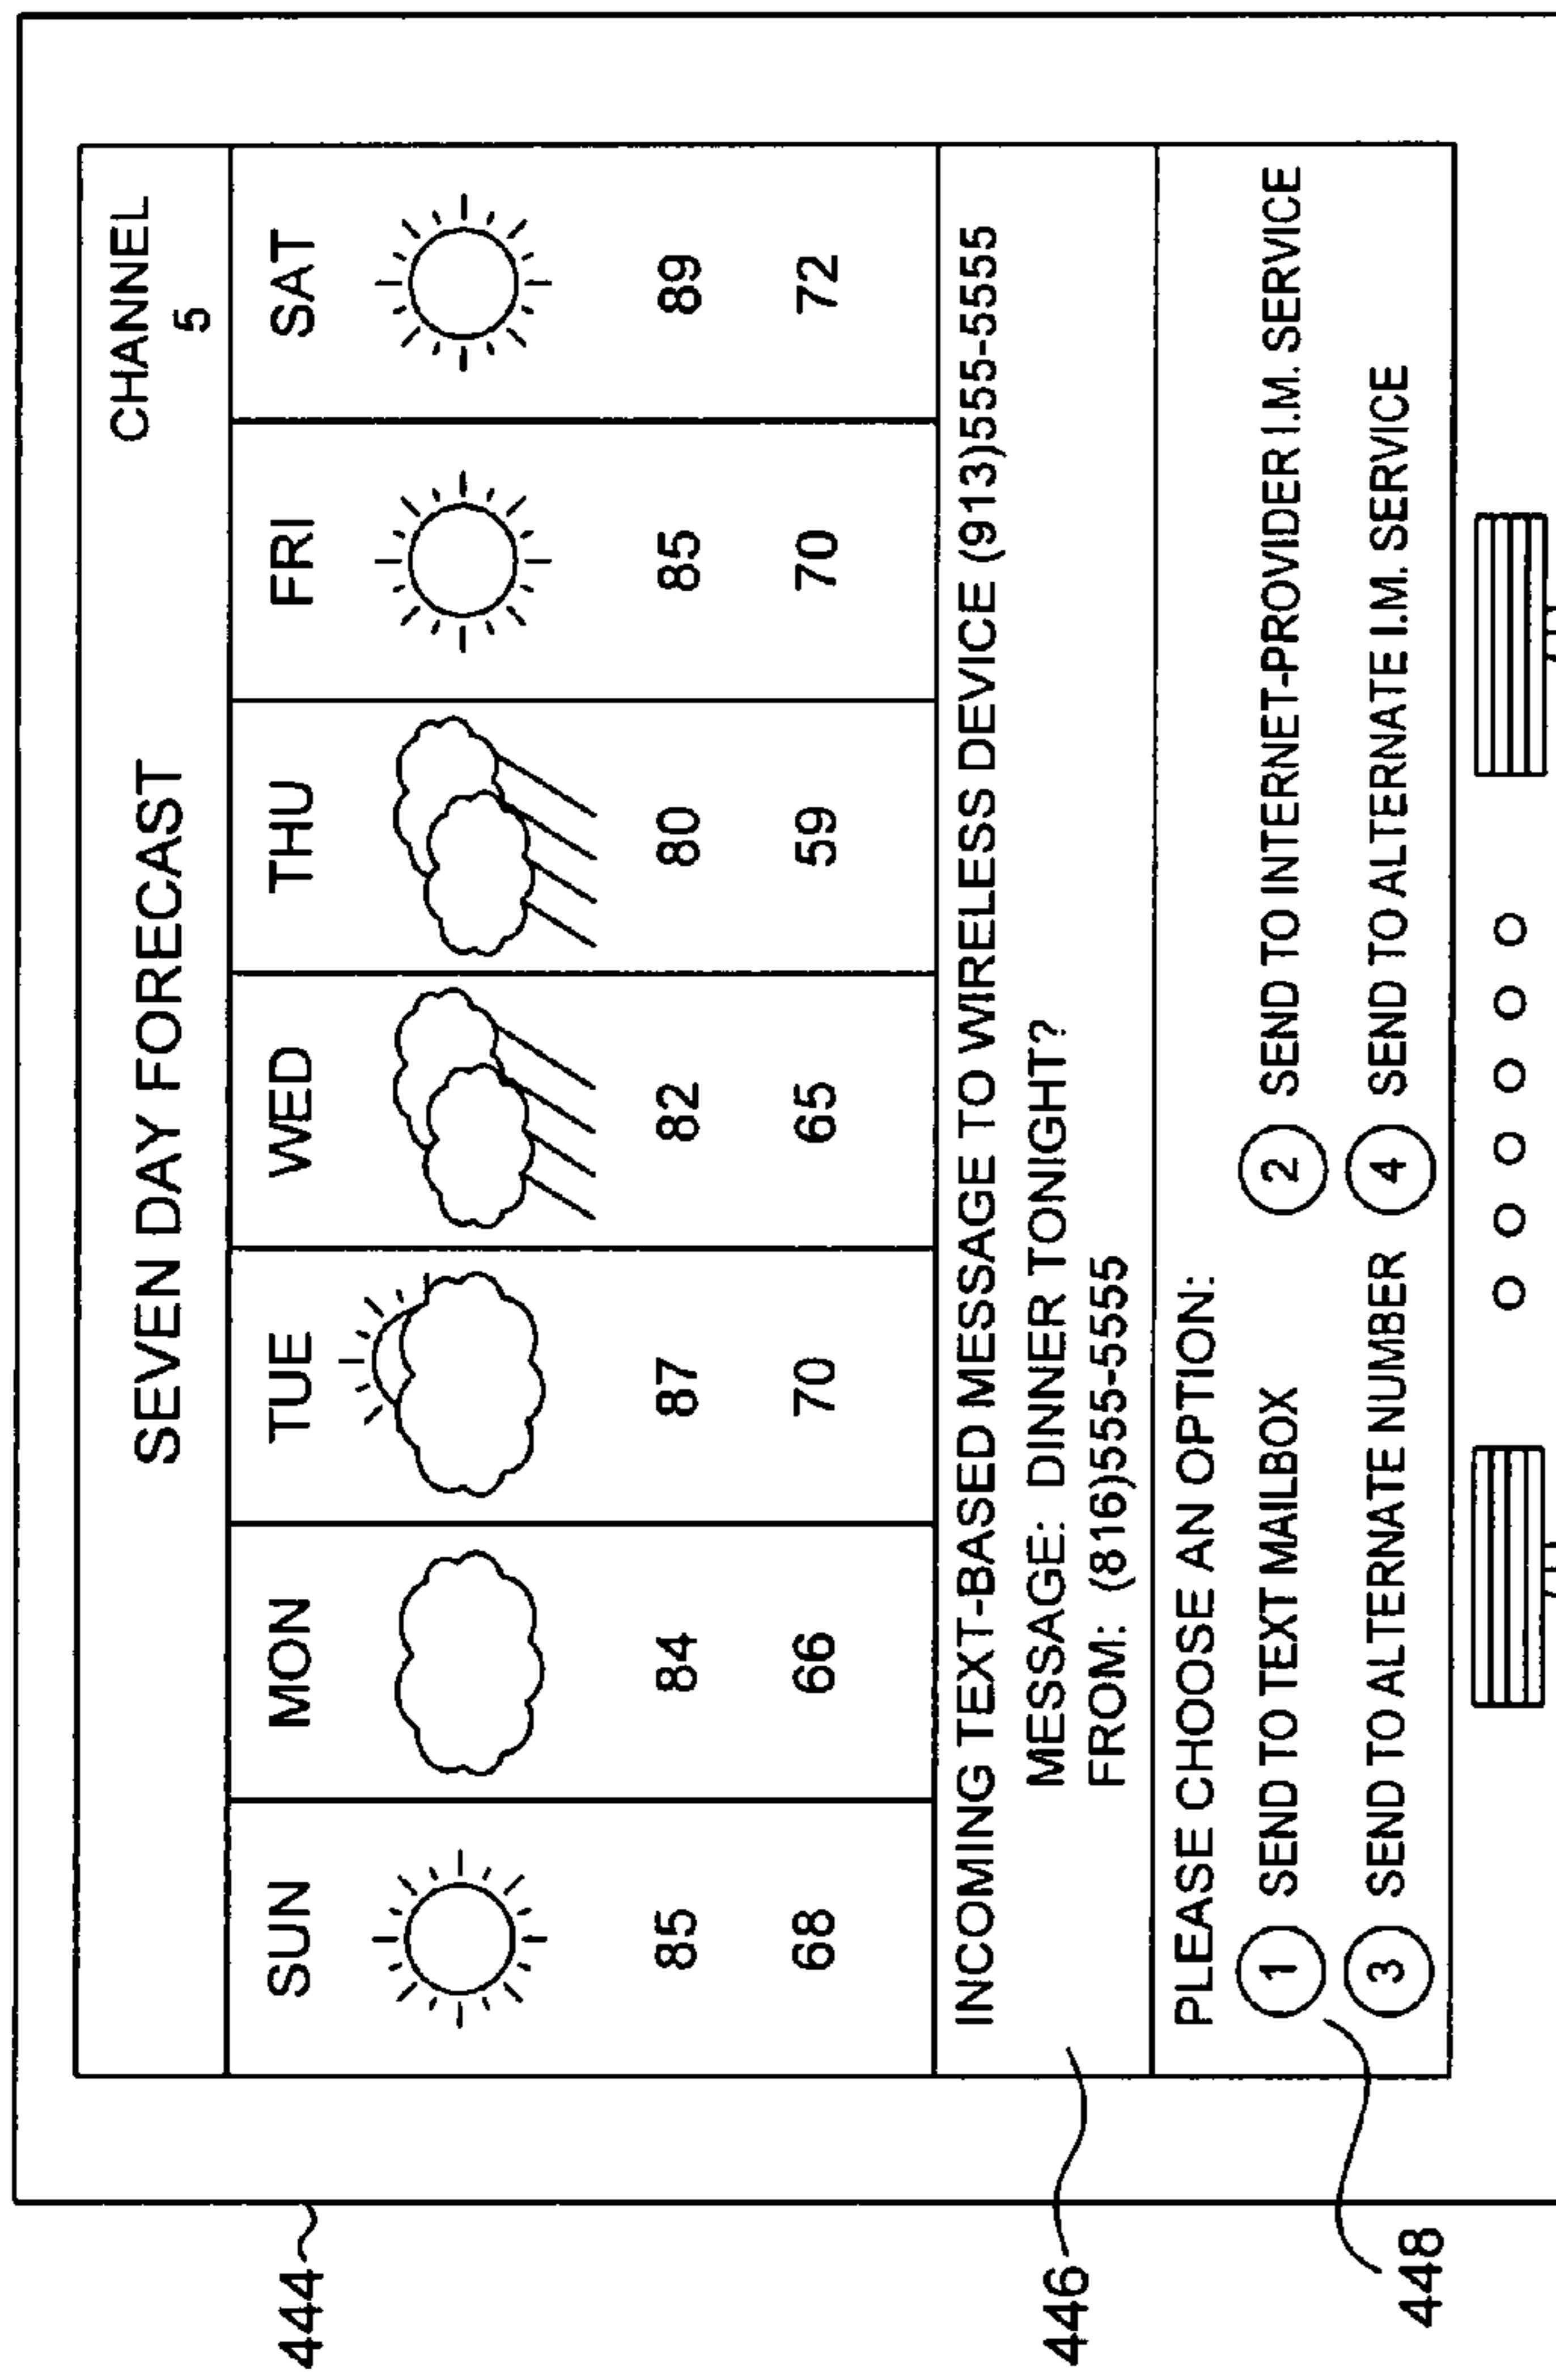 SEVEN DAY FORECAST
CHANNEL
5
SUN MON TUE WED THU FRI SAT
85 84 87 82 80 85 89
68 66 70 65 59 70 72
INCOMING TEXT-BASED MESSAGE TO WIRELESS DEVICE (913)555-5555
MESSAGE: DINNER TONIGHT?
FROM: (816)555-5555
PLEASE CHOOSE AN OPTION:
1 SEND TO TEXT MAILBOX 2 SEND TO INTERNET-PROVIDER I.M. SERVICE
3 SEND TO ALTERNATE NUMBER 4 SEND TO ALTERNATE I.M. SERVICE
444
446
448